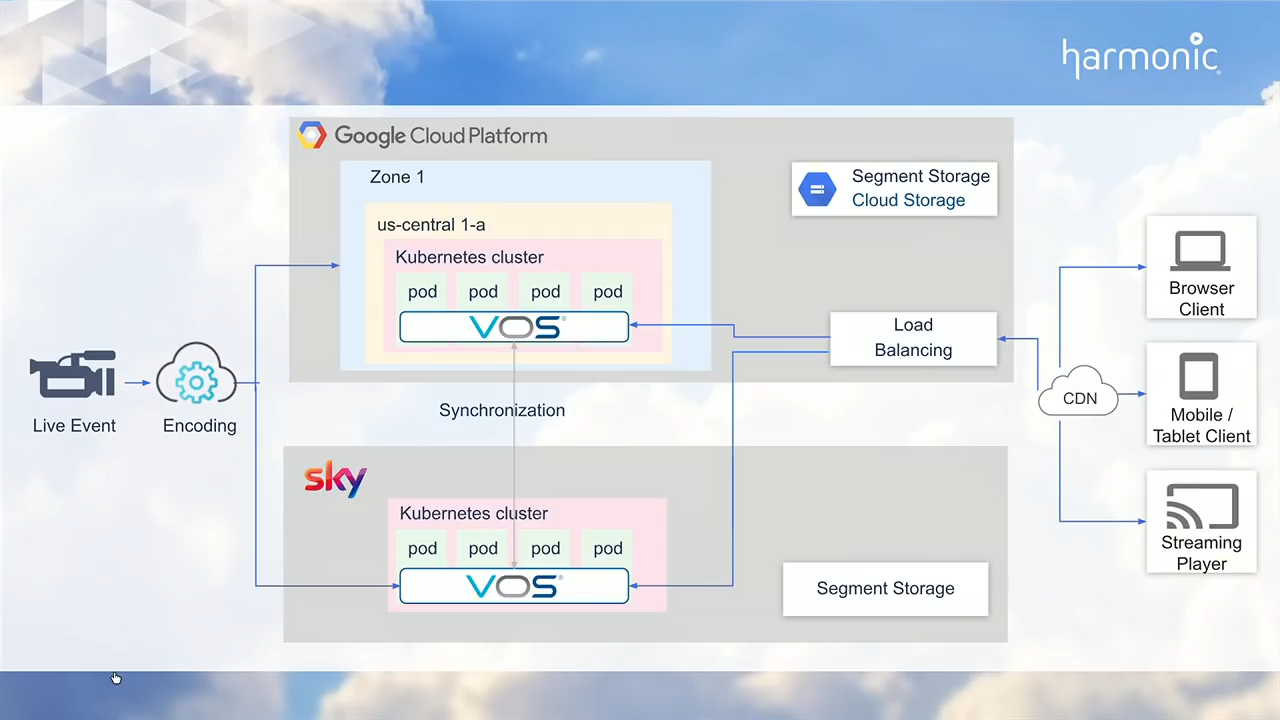 harmonic
Google Cloud Platform
Zone 1
us-central 1-a
Kubernetes cluster
pod pod pod pod
VOS
Segment Storage
Cloud Storage
Load
Balancing
Live Event
Encoding
Synchronization
sky
Kubernetes cluster
pod pod pod pod
VOS
Segment Storage
CDN
Browser
Client
Mobile /
Tablet Client
Streaming
Player